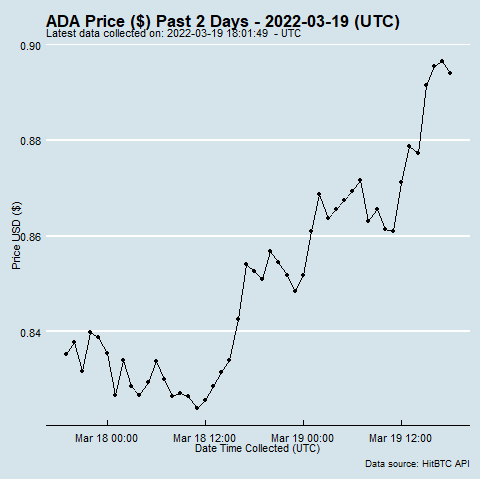 ADA Price ($) Past 2 Days - 2022-03-19 (UTC)
Latest data collected on: 2022-03-19 18:01:49  - UTC
0.90
0.88
0.86
0.84
Price USD ($)
Mar 18 00:00
Mar 18 12:00
Mar 19 00:00
Mar 19 12:00
Date Time Collected (UTC)
Data source: HitBTC API